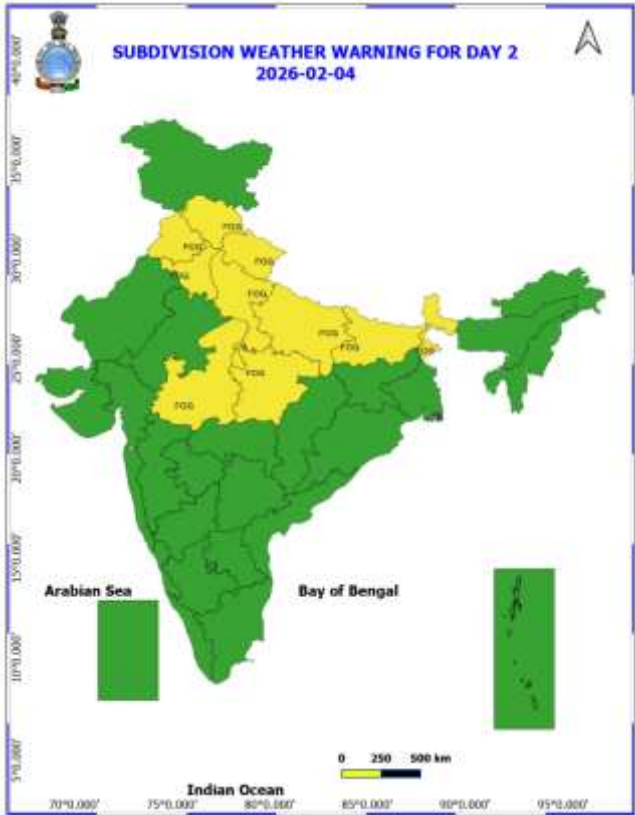 SUBDIVISION WEATHER WARNING FOR DAY 2
2026-02-04
40°0.000'
35°0.000'
30°0.000'
25°0.000'
20°0.000'
15°0.000'
10°0.000'
5°0.000'
FOG
FOG
FOG
FOG
FOG
FOG
FOG
FOG
FOG
FOG
Arabian Sea
Bay of Bengal
0 250 500 km
Indian Ocean
70°0.000' 75°0.000' 80°0.000' 85°0.000' 90°0.000' 95°0.000'